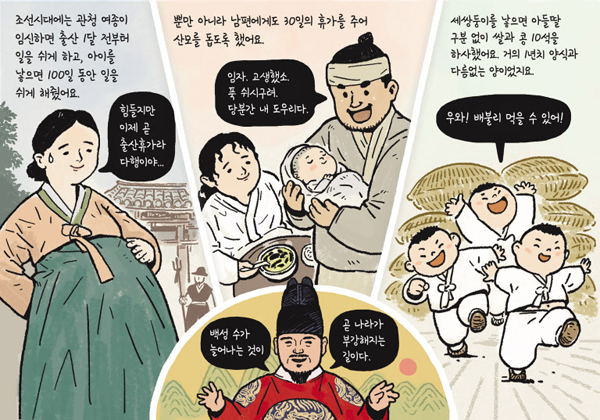 조선시대에는 관청 여종이
임신하면 출산 1달 전부터
일을 쉬게 하고, 아이를
낳으면 100일 동안 일을
쉬게 해줬어요.
힘들지만
이제 곧
출산휴가라
다행이야...
뿐만 아니라 남편에게도 30일의 휴가를 주어
산모를 돕도록 했어요.
임자. 고생했소.
푹 쉬시구려.
당분간 내 도우리다.
세쌍둥이를 낳으면 아들딸
구분 없이 쌀과 콩 10석을
하사했어요. 거의 1년치 양식과
다름없는 양이었지요.
우와! 배불리 먹을 수 있어!
백성 수가
늘어나는 것이
곧 나라가
부강해지는
길이다.